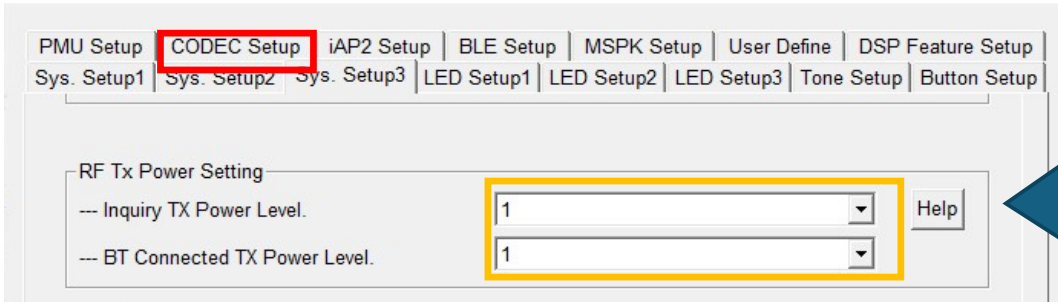 PMU Setup CODEC Setup iAP2 Setup BLE Setup MSPK Setup User Define DSP Feature Setup
Sys. Setup1 Sys. Setup2 Sys. Setup3 LED Setup1 LED Setup2 LED Setup3 Tone Setup Button Setup
RF Tx Power Setting
--- Inquiry TX Power Level. 1 Help
--- BT Connected TX Power Level. 1